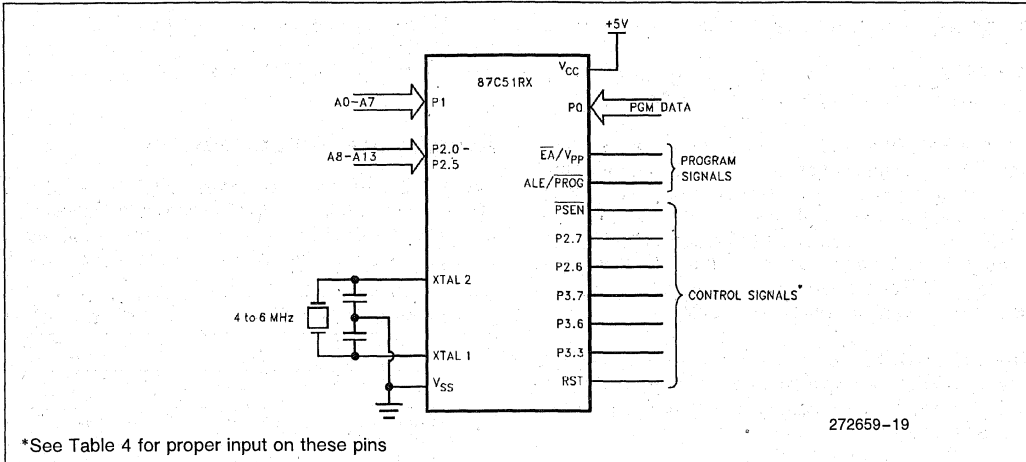 +5V
VCC
87C51RX
A0-A7
P1
P0
PGM DATA
A8-A13
P2.0-
P2.5
EA/VPP
ALE/PROG
PROGRAM
SIGNALS
PSEN
P2.7
P2.6
XTAL 2
P3.7
CONTROL SIGNALS*
4 to 6 MHz
P3.6
XTAL 1
P3.3
VSS
RST
272659-19
*See Table 4 for proper input on these pins